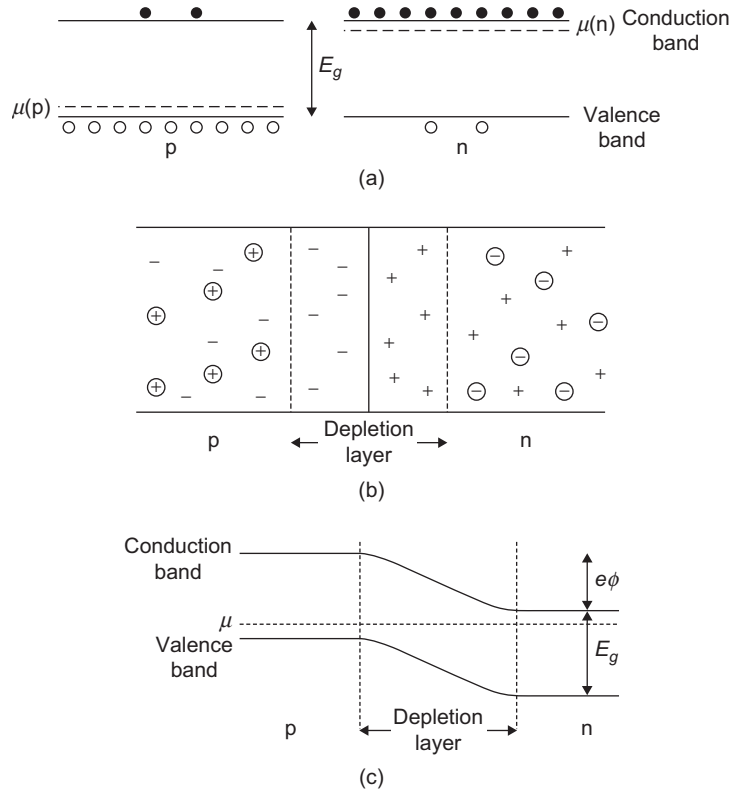 μ(n) Conduction
band
E_g
μ(p)
Valence
band
p n
(a)
p Depletion n
layer
(b)
Conduction
band
eϕ
μ
Valence
band
E_g
p Depletion n
layer
(c)